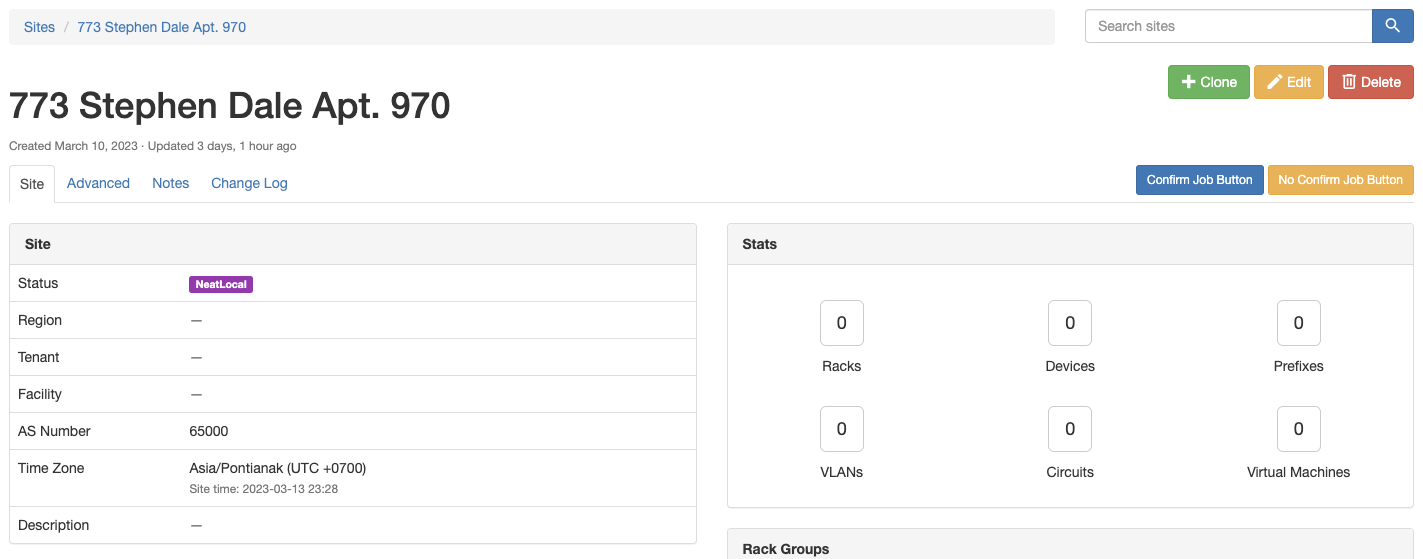 Sites / 773 Stephen Dale Apt. 970
Search sites
Clone Edit Delete
773 Stephen Dale Apt. 970
Created March 10, 2023 · Updated 3 days, 1 hour ago
Site Advanced Notes Change Log
Confirm Job Button No Confirm Job Button
Site
Status NeatLocal
Region —
Tenant —
Facility —
AS Number 65000
Time Zone Asia/Pontianak (UTC +0700)
Site time: 2023-03-13 23:28
Description —
Stats
0 0 0
Racks Devices Prefixes
0 0 0
VLANs Circuits Virtual Machines
Rack Groups